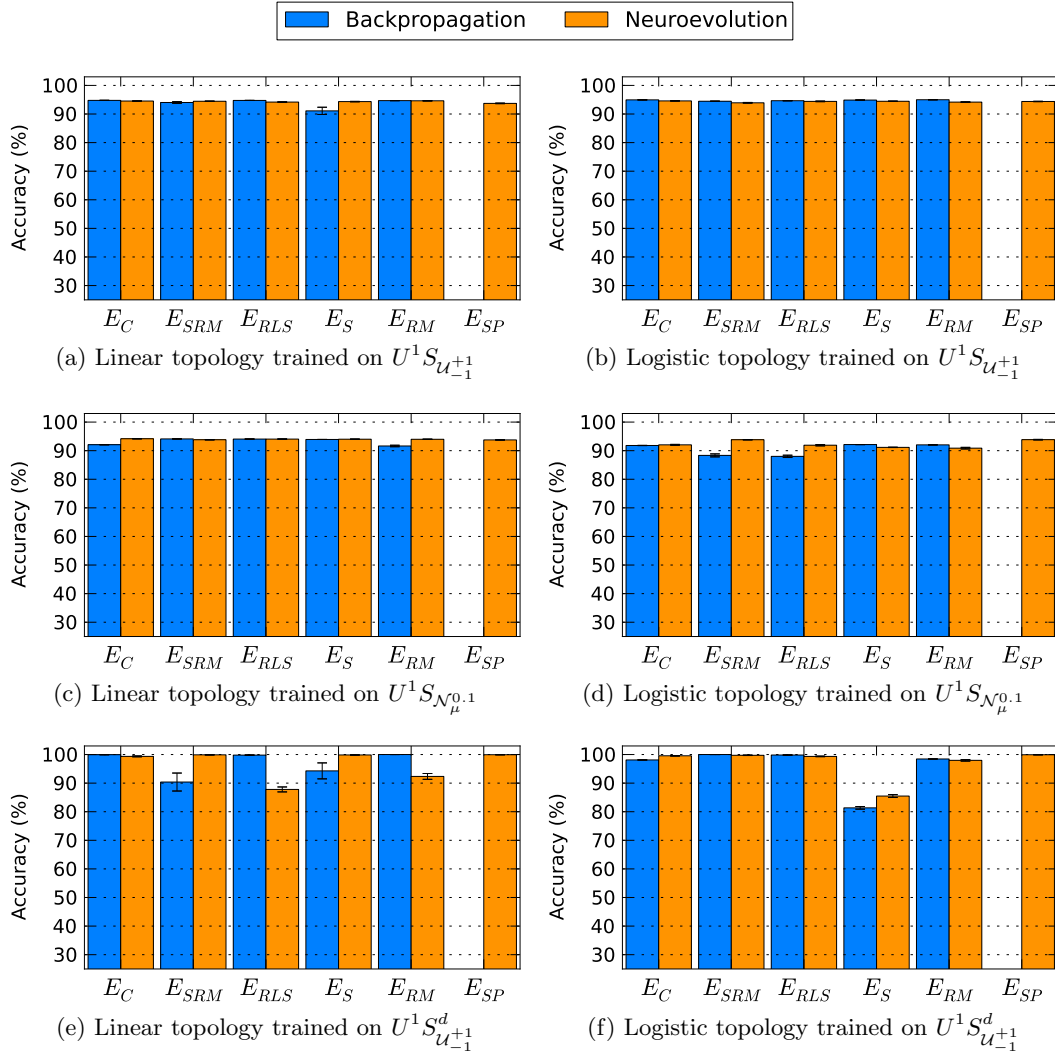 Backpropagation Neuroevolution
Accuracy (%)
100
90
80
70
60
50
40
30
E_C E_SRM E_RLS E_S E_RM E_SP
(a) Linear topology trained on U^1 S_{𝒰_{-1}^{+1}}
Accuracy (%)
100
90
80
70
60
50
40
30
E_C E_SRM E_RLS E_S E_RM E_SP
(b) Logistic topology trained on U^1 S_{𝒰_{-1}^{+1}}
Accuracy (%)
100
90
80
70
60
50
40
30
E_C E_SRM E_RLS E_S E_RM E_SP
(c) Linear topology trained on U^1 S_{𝒩_μ^{0.1}}
Accuracy (%)
100
90
80
70
60
50
40
30
E_C E_SRM E_RLS E_S E_RM E_SP
(d) Logistic topology trained on U^1 S_{𝒩_μ^{0.1}}
Accuracy (%)
100
90
80
70
60
50
40
30
E_C E_SRM E_RLS E_S E_RM E_SP
(e) Linear topology trained on U^1 S^d_{𝒰_{-1}^{+1}}
Accuracy (%)
100
90
80
70
60
50
40
30
E_C E_SRM E_RLS E_S E_RM E_SP
(f) Logistic topology trained on U^1 S^d_{𝒰_{-1}^{+1}}